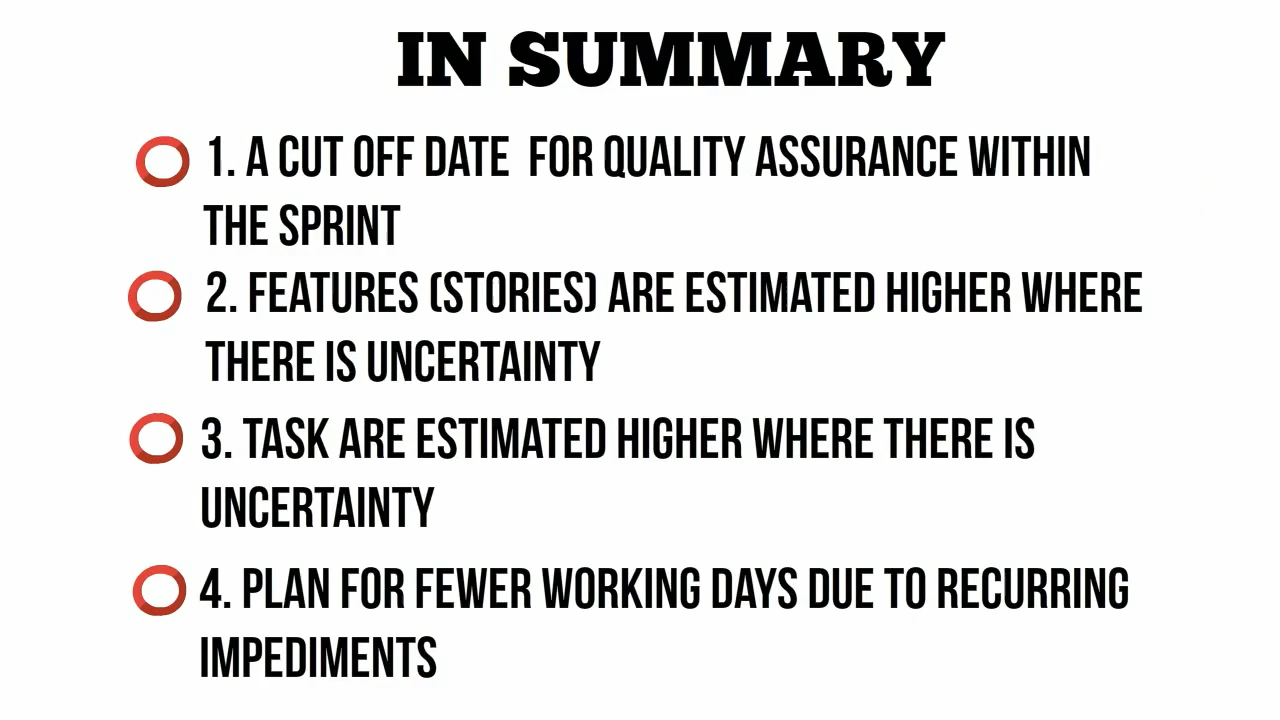 IN SUMMARY
1. A CUT OFF DATE  FOR QUALITY ASSURANCE WITHIN
THE SPRINT
2. FEATURES (STORIES) ARE ESTIMATED HIGHER WHERE
THERE IS UNCERTAINTY
3. TASK ARE ESTIMATED HIGHER WHERE THERE IS
UNCERTAINTY
4. PLAN FOR FEWER WORKING DAYS DUE TO RECURRING
IMPEDIMENTS